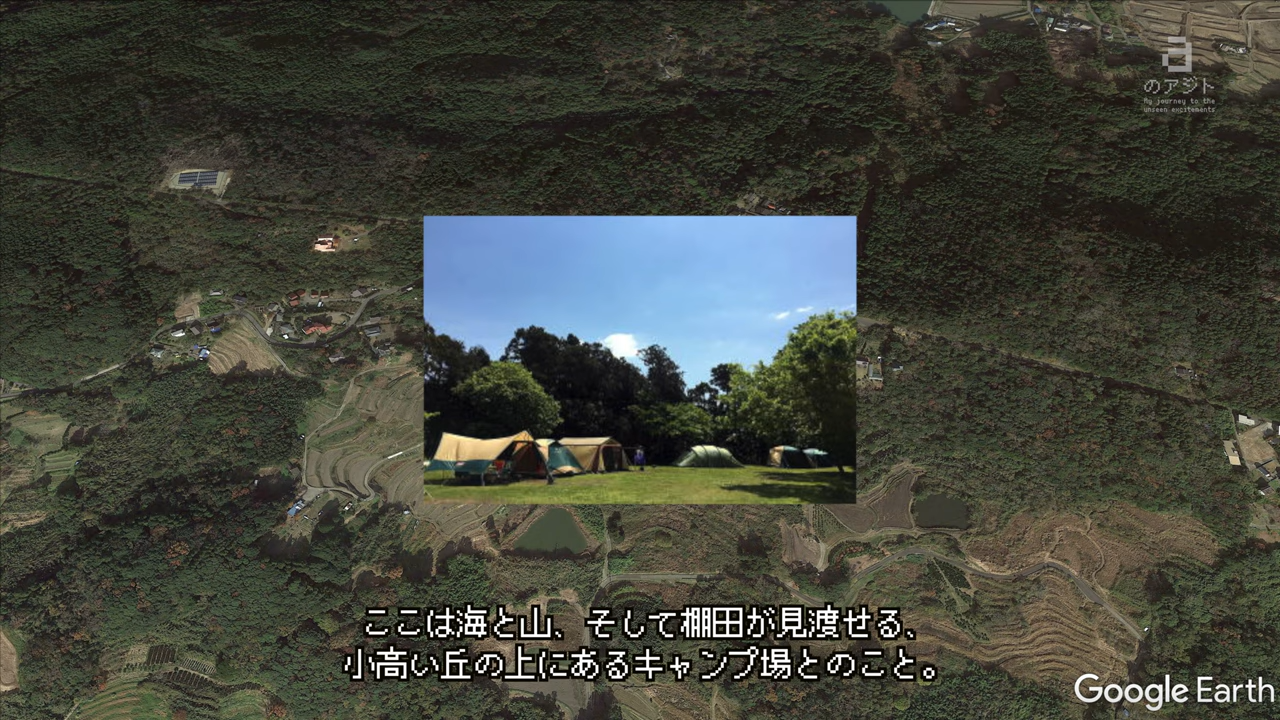 a
のアジト
My journey to the
unseen excitements
ここは海と山、そして棚田が見渡せる、
小高い丘の上にあるキャンプ場とのこと。
Google Earth